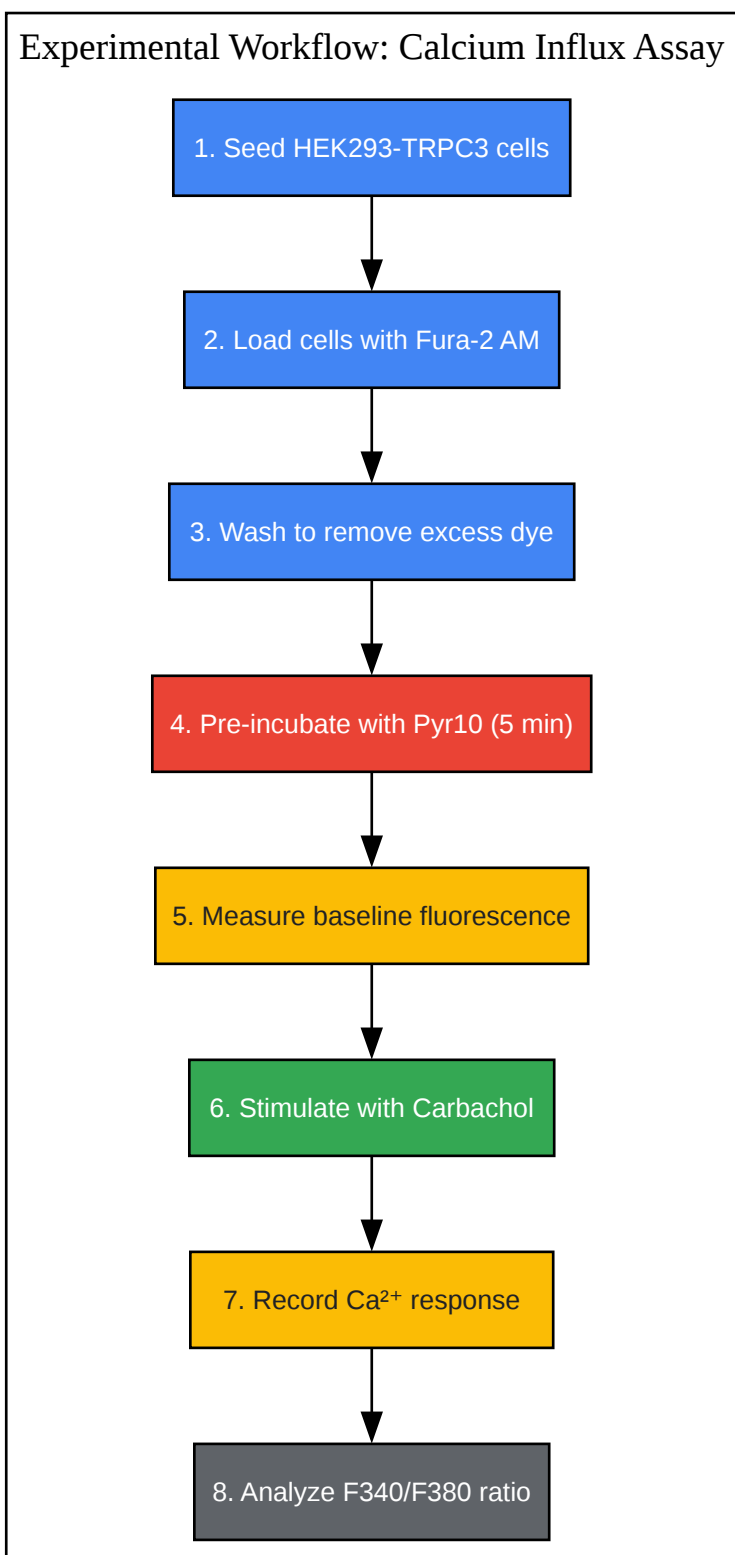 Experimental Workflow: Calcium Influx Assay
1. Seed HEK293-TRPC3 cells
2. Load cells with Fura-2 AM
3. Wash to remove excess dye
4. Pre-incubate with Pyr10 (5 min)
5. Measure baseline fluorescence
6. Stimulate with Carbachol
7. Record Ca²⁺ response
8. Analyze F340/F380 ratio